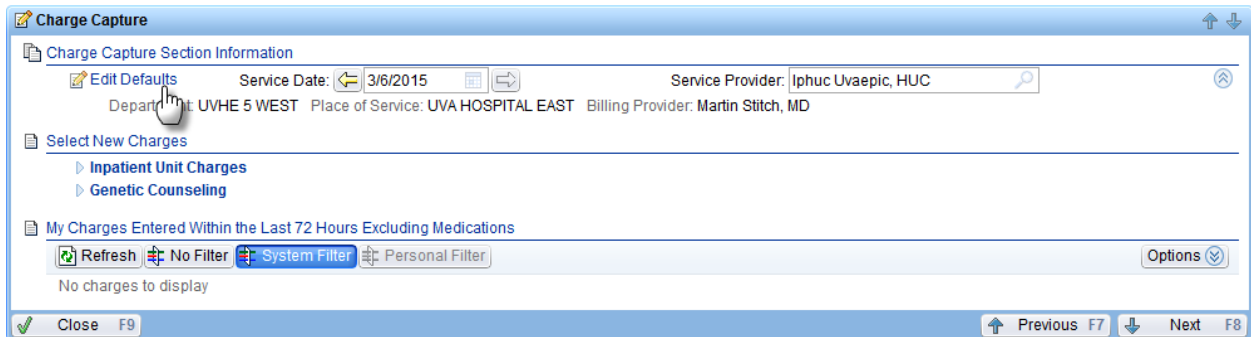 Charge Capture
Charge Capture Section Information
Edit Defaults Service Date: 3/6/2015 Service Provider: Iphuc Uvaepic, HUC
Department: UVHE 5 WEST Place of Service: UVA HOSPITAL EAST Billing Provider: Martin Stitch, MD
Select New Charges
Inpatient Unit Charges
Genetic Counseling
My Charges Entered Within the Last 72 Hours Excluding Medications
Refresh No Filter System Filter Personal Filter Options
No charges to display
Close F9 Previous F7 Next F8